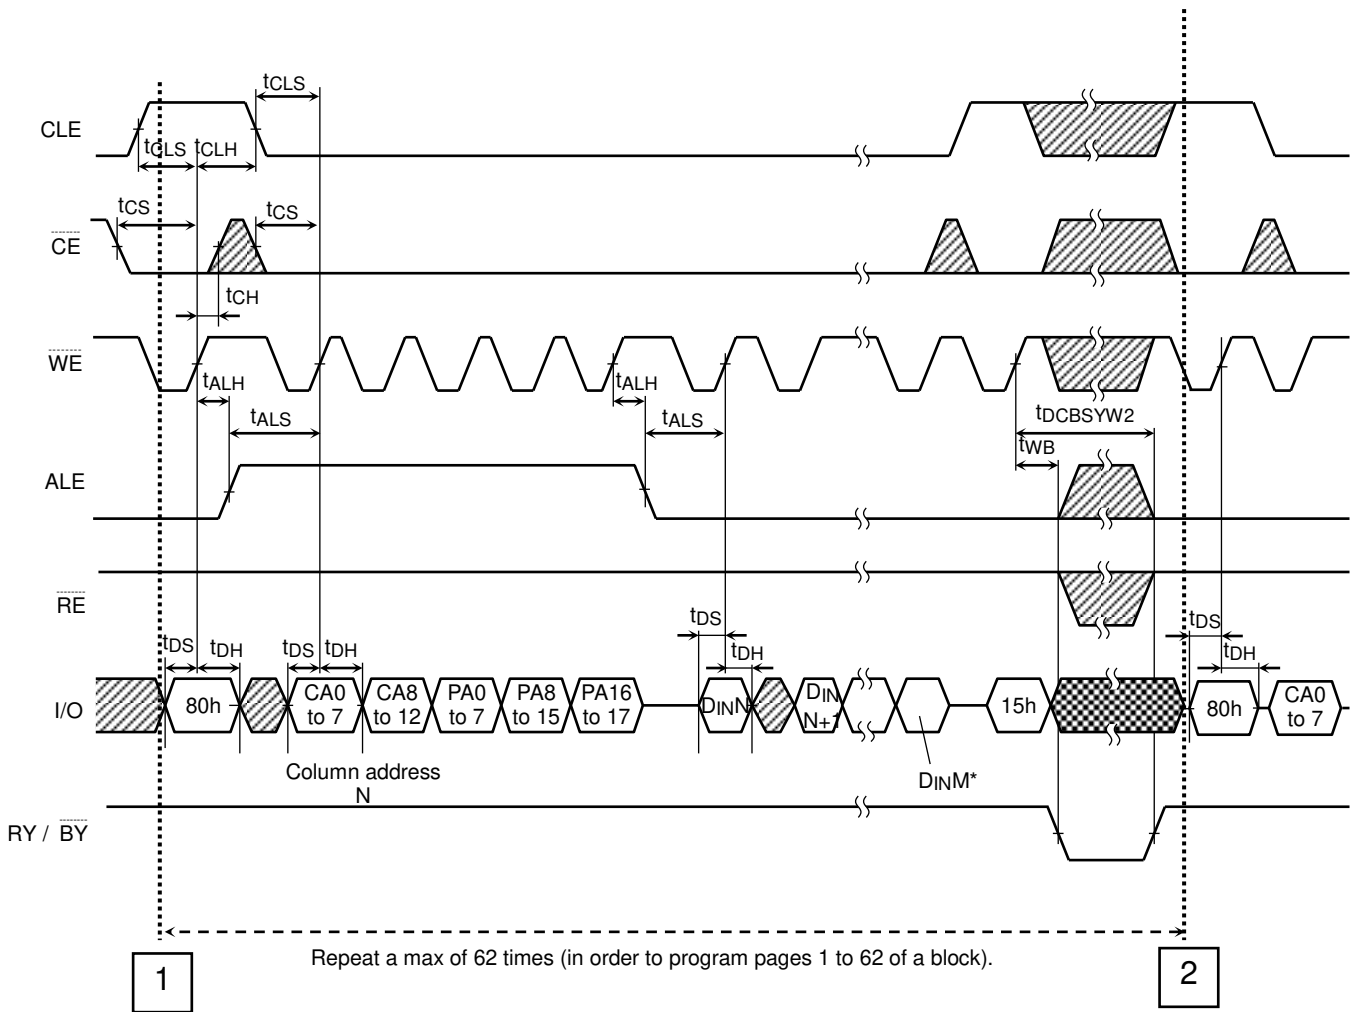 tCLS
CLE
tCLS tCLH
tCS
tCS
CE
tCH
WE
tALH
tALH
tALS
tALS
tDCBSYW2
tWB
ALE
RE
tDS
tDH
tDS
tDH
tDS
tDH
tDS
tDH
I/O
80h
CA0
to 7
CA8
to 12
PA0
to 7
PA8
to 15
PA16
to 17
DINN
DIN
N+1
15h
80h
CA0
to 7
DINM*
Column address
N
RY / BY
Repeat a max of 62 times (in order to program pages 1 to 62 of a block).
1
2